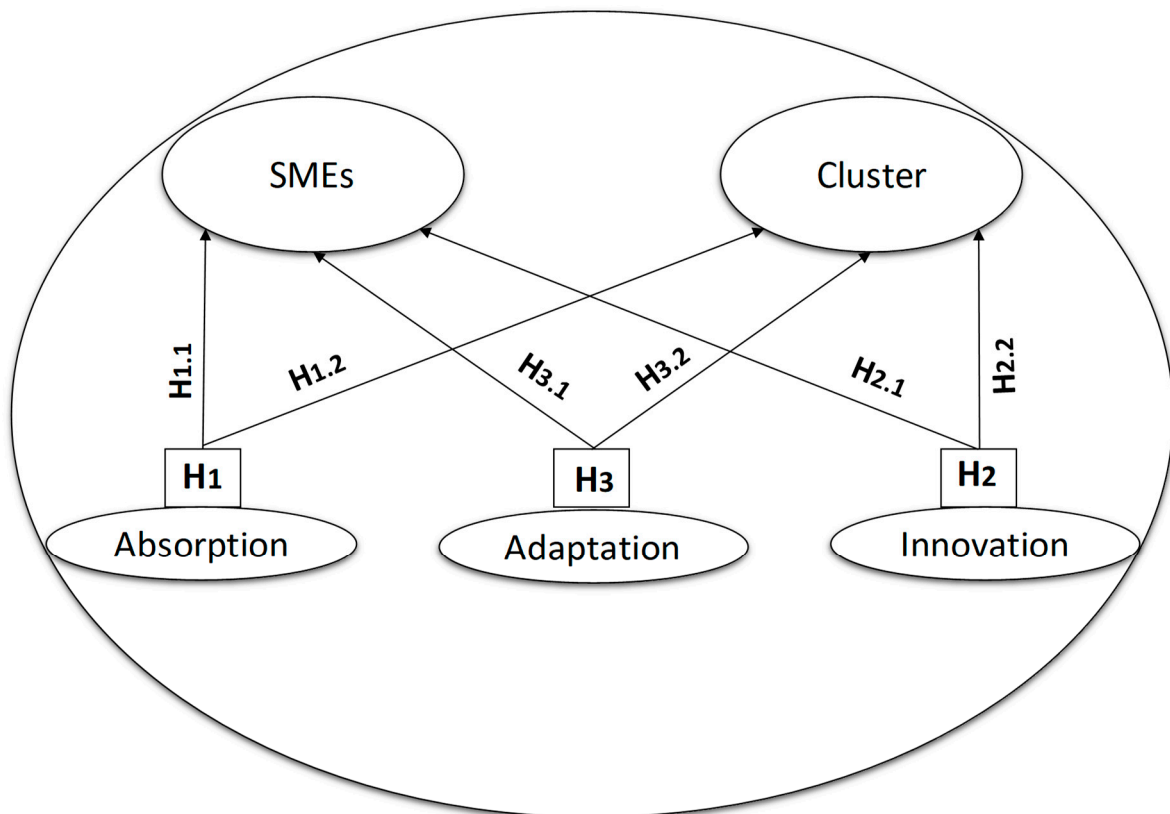 SMEs
Cluster
H1.1
H1.2
H3.1
H3.2
H2.1
H2.2
H1
H3
H2
Absorption
Adaptation
Innovation